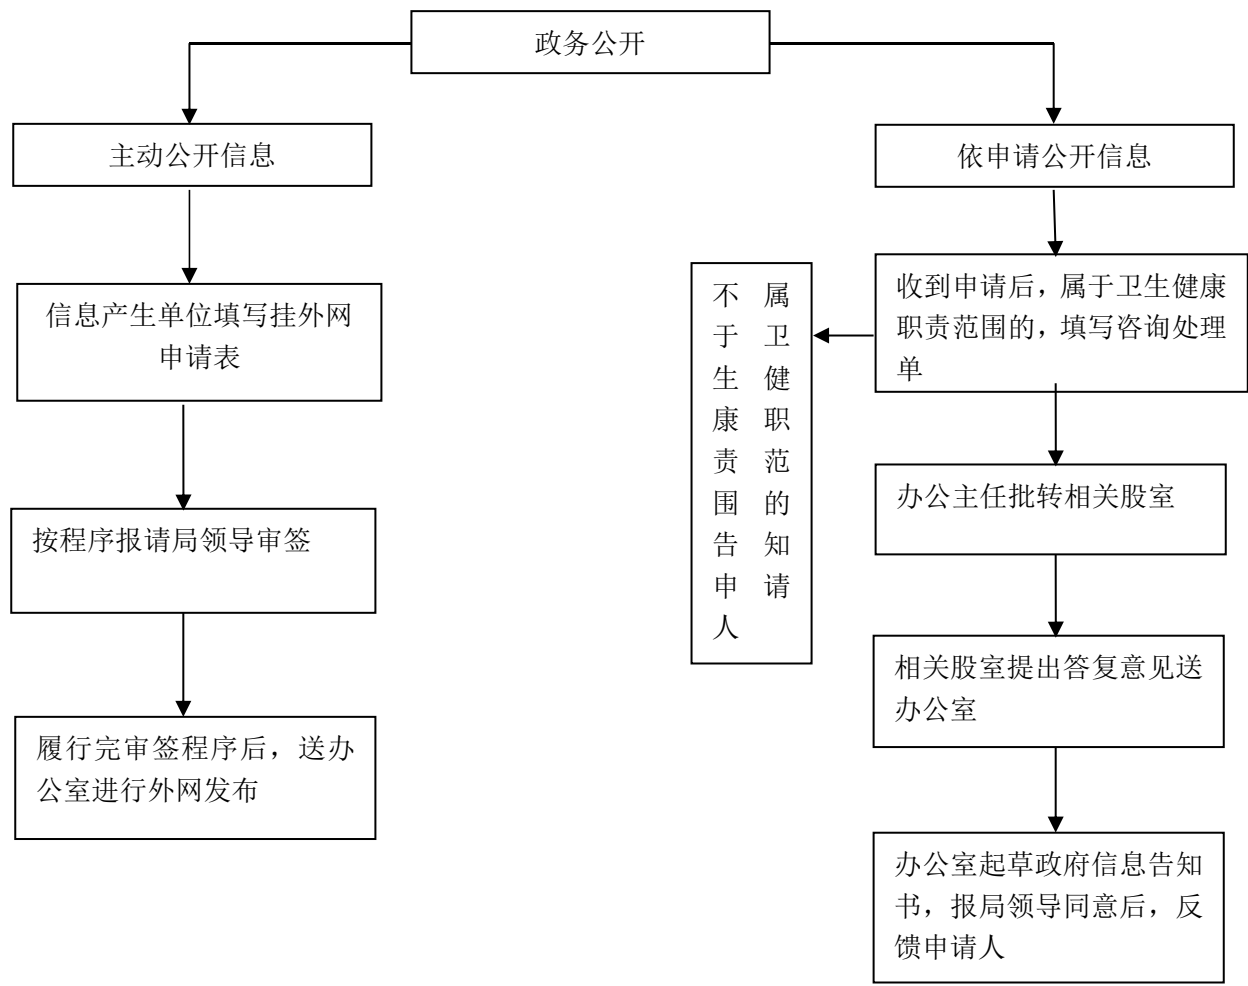 政务公开
主动公开信息
依申请公开信息
信息产生单位填写挂外网
申请表
收到申请后，属于卫生健康
职责范围的，填写咨询处理
单
不属
于卫
生健
康职
责范
围的
告知
申请
人
按程序报请局领导审签
办公主任批转相关股室
相关股室提出答复意见送
办公室
履行完审签程序后，送办
公室进行外网发布
办公室起草政府信息告知
书，报局领导同意后，反
馈申请人